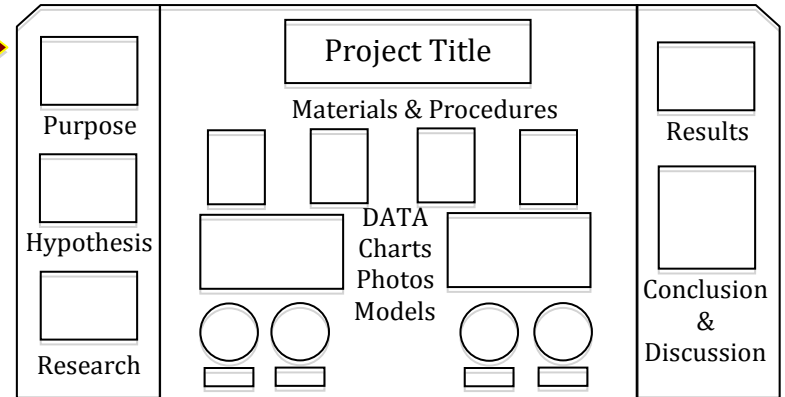 Project Title
Materials & Procedures
Purpose
Hypothesis
Research
DATA
Charts
Photos
Models
Results
Conclusion
&
Discussion